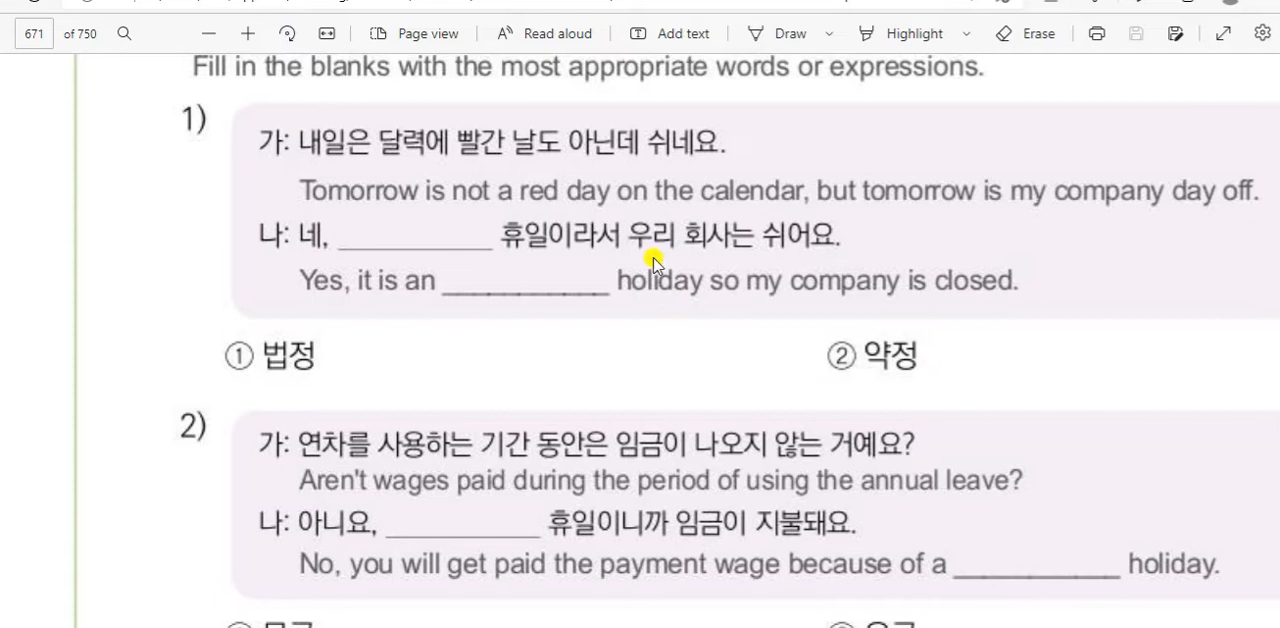 671 of 750 Page view Read aloud Add text Draw Highlight Erase
Fill in the blanks with the most appropriate words or expressions.
1)
가: 내일은 달력에 빨간 날도 아닌데 쉬네요.
Tomorrow is not a red day on the calendar, but tomorrow is my company day off.
나: 네, ___________ 휴일이라서 우리 회사는 쉬어요.
Yes, it is an ___________ holiday so my company is closed.
① 법정 ② 약정
2)
가: 연차를 사용하는 기간 동안은 임금이 나오지 않는 거예요?
Aren't wages paid during the period of using the annual leave?
나: 아니요, ___________ 휴일이니까 임금이 지불돼요.
No, you will get paid the payment wage because of a ___________ holiday.